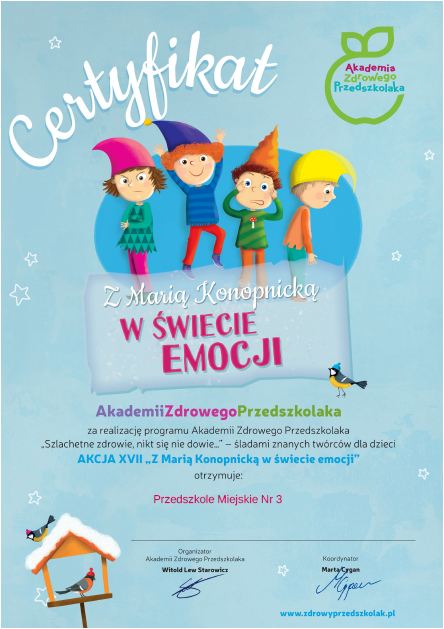 Certyfikat
Akademia
Zdrowego
Przedszkolaka
Z Marią Konopnicką
W ŚWIECIE
EMOCJI
AkademiiZdrowegoPrzedszkolaka
za realizację programu Akademii Zdrowego Przedszkolaka
„Szlachetne zdrowie, nikt się nie dowie...” – śladami znanych twórców dla dzieci
AKCJA XVII „Z Marią Konopnicką w świecie emocji”
otrzymuje:
Przedszkole Miejskie Nr 3
Organizator
Akademii Zdrowego Przedszkolaka
Witold Lew Starowicz
Koordynator
Marta Cygan
www.zdrowyprzedszkolak.pl